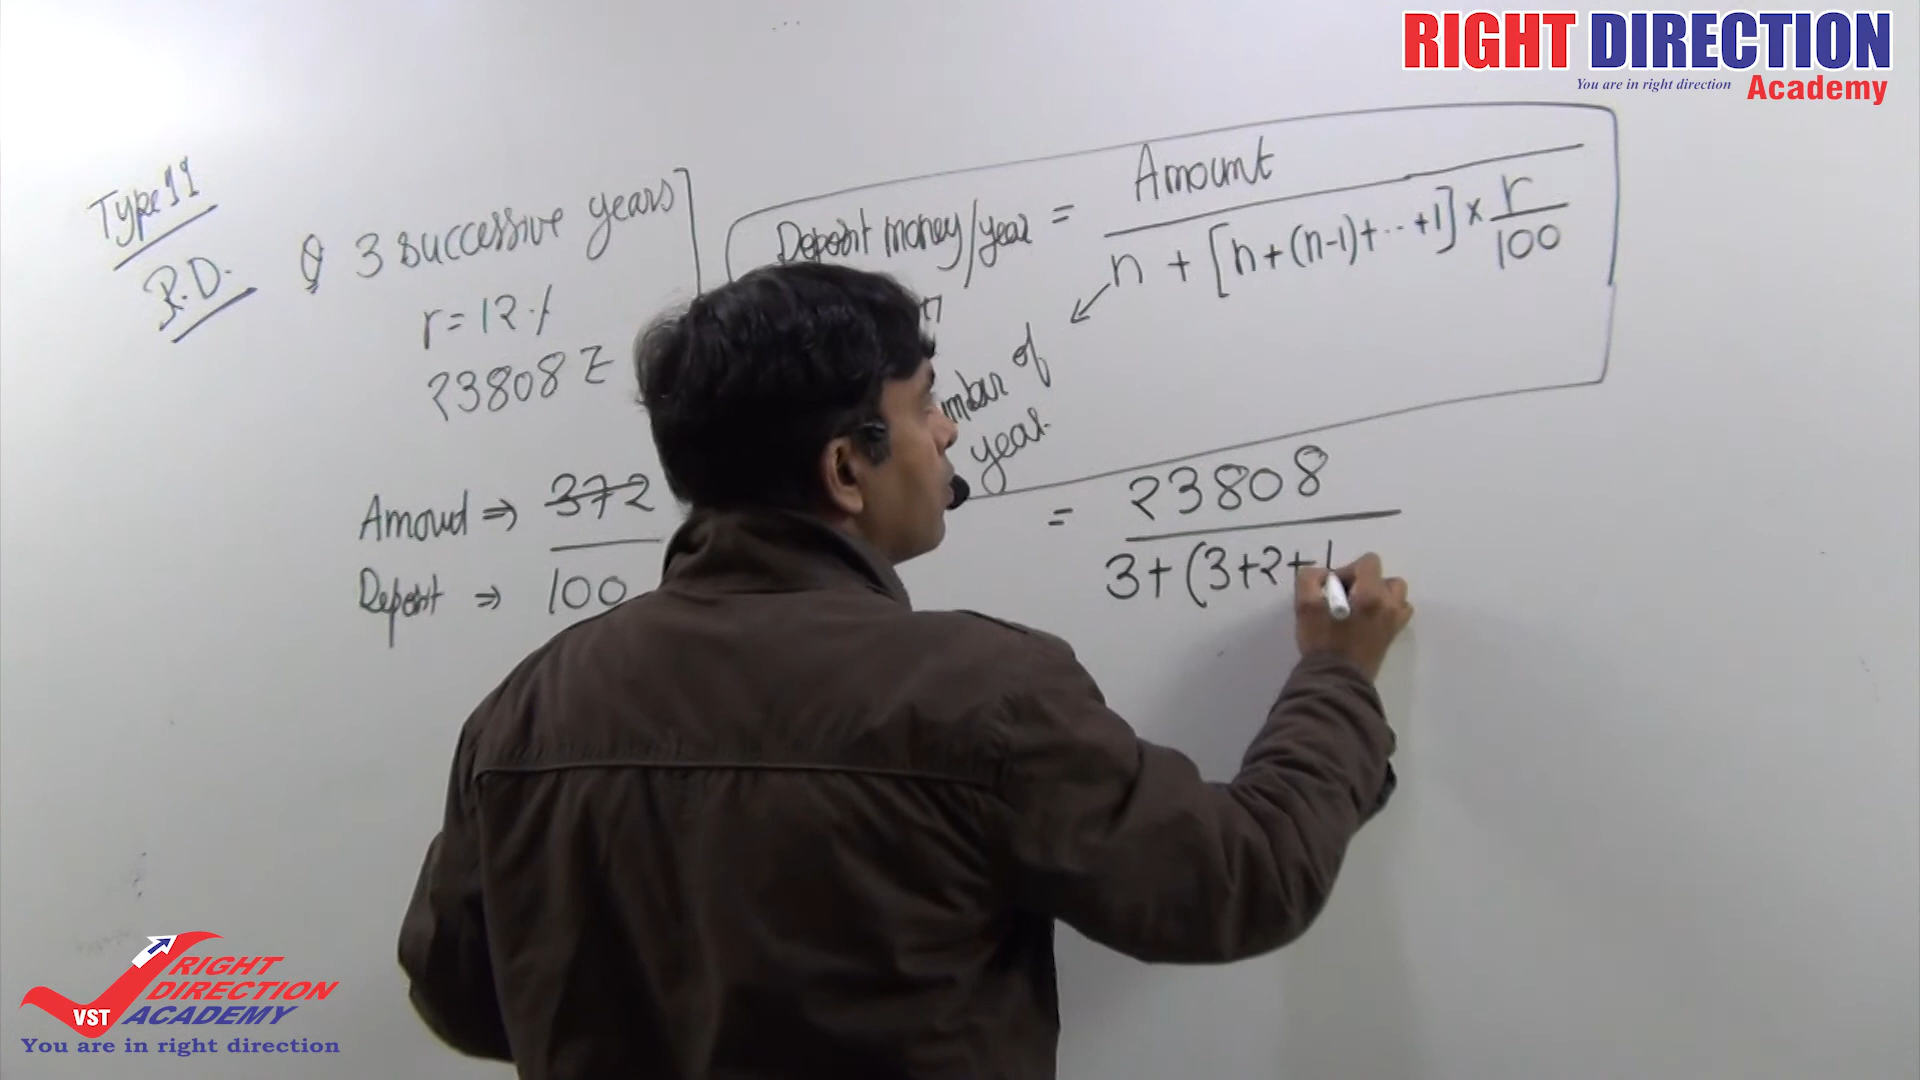 RIGHT DIRECTION
You are in right direction Academy
Type 11
R.D.
Q 3 successive years
r = 12 %
23808 ₹
Deposit money/year = Amount
n + [n+(n-1)+...+1] × r
100
of
year.
Amount ⇒ 372
Deposit ⇒ 100
= 23808
3+(3+2+1
RIGHT
DIRECTION
VST ACADEMY
You are in right direction